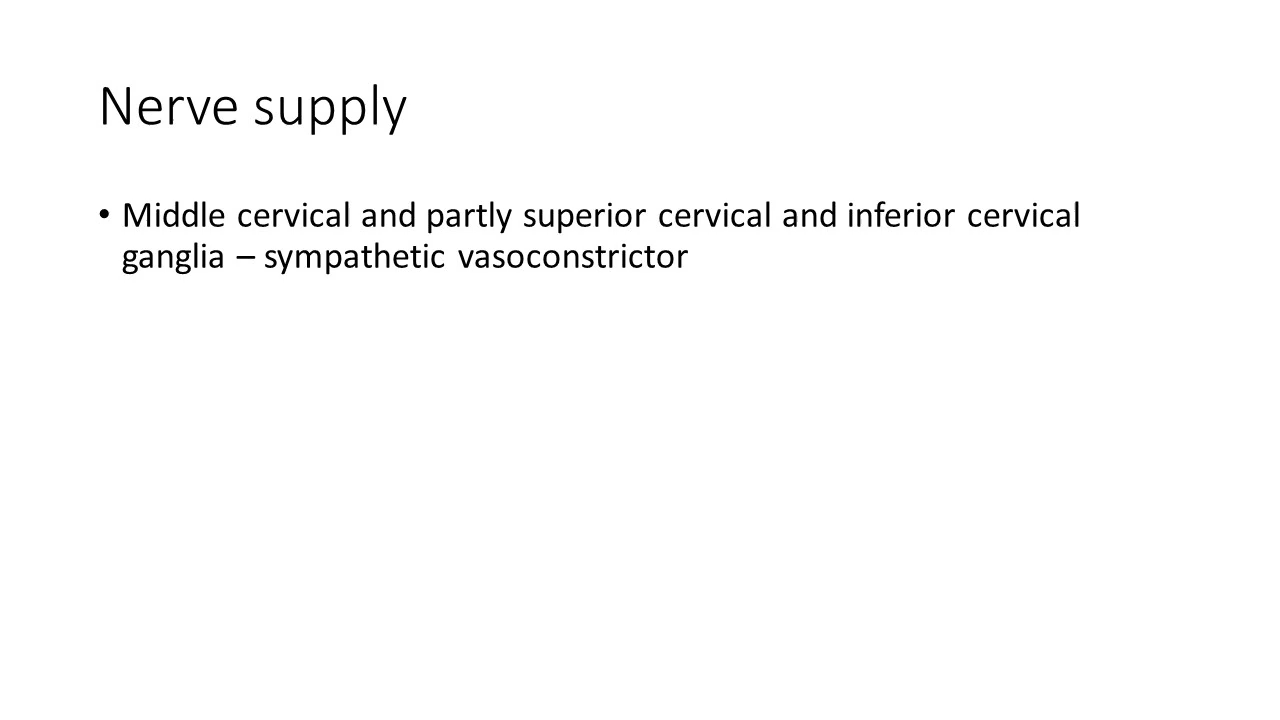 Nerve supply
• Middle cervical and partly superior cervical and inferior cervical
ganglia – sympathetic vasoconstrictor